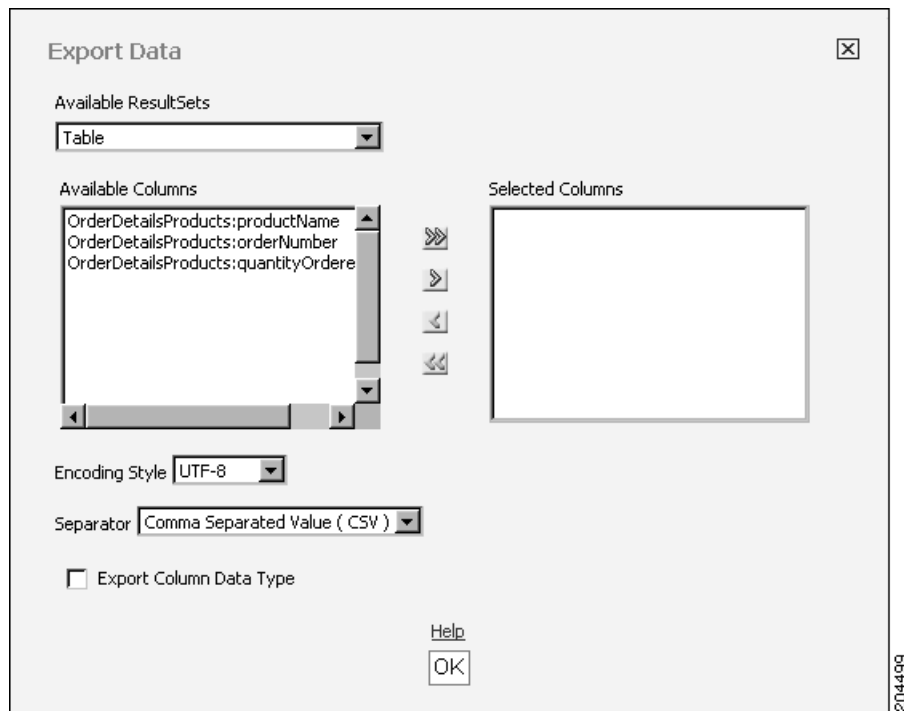 Export Data
Available ResultSets
Table
Available Columns
Selected Columns
OrderDetailsProducts:productName
OrderDetailsProducts:orderNumber
OrderDetailsProducts:quantityOrdere
Encoding Style UTF-8
Separator Comma Separated Value ( CSV )
Export Column Data Type
Help
OK
204499